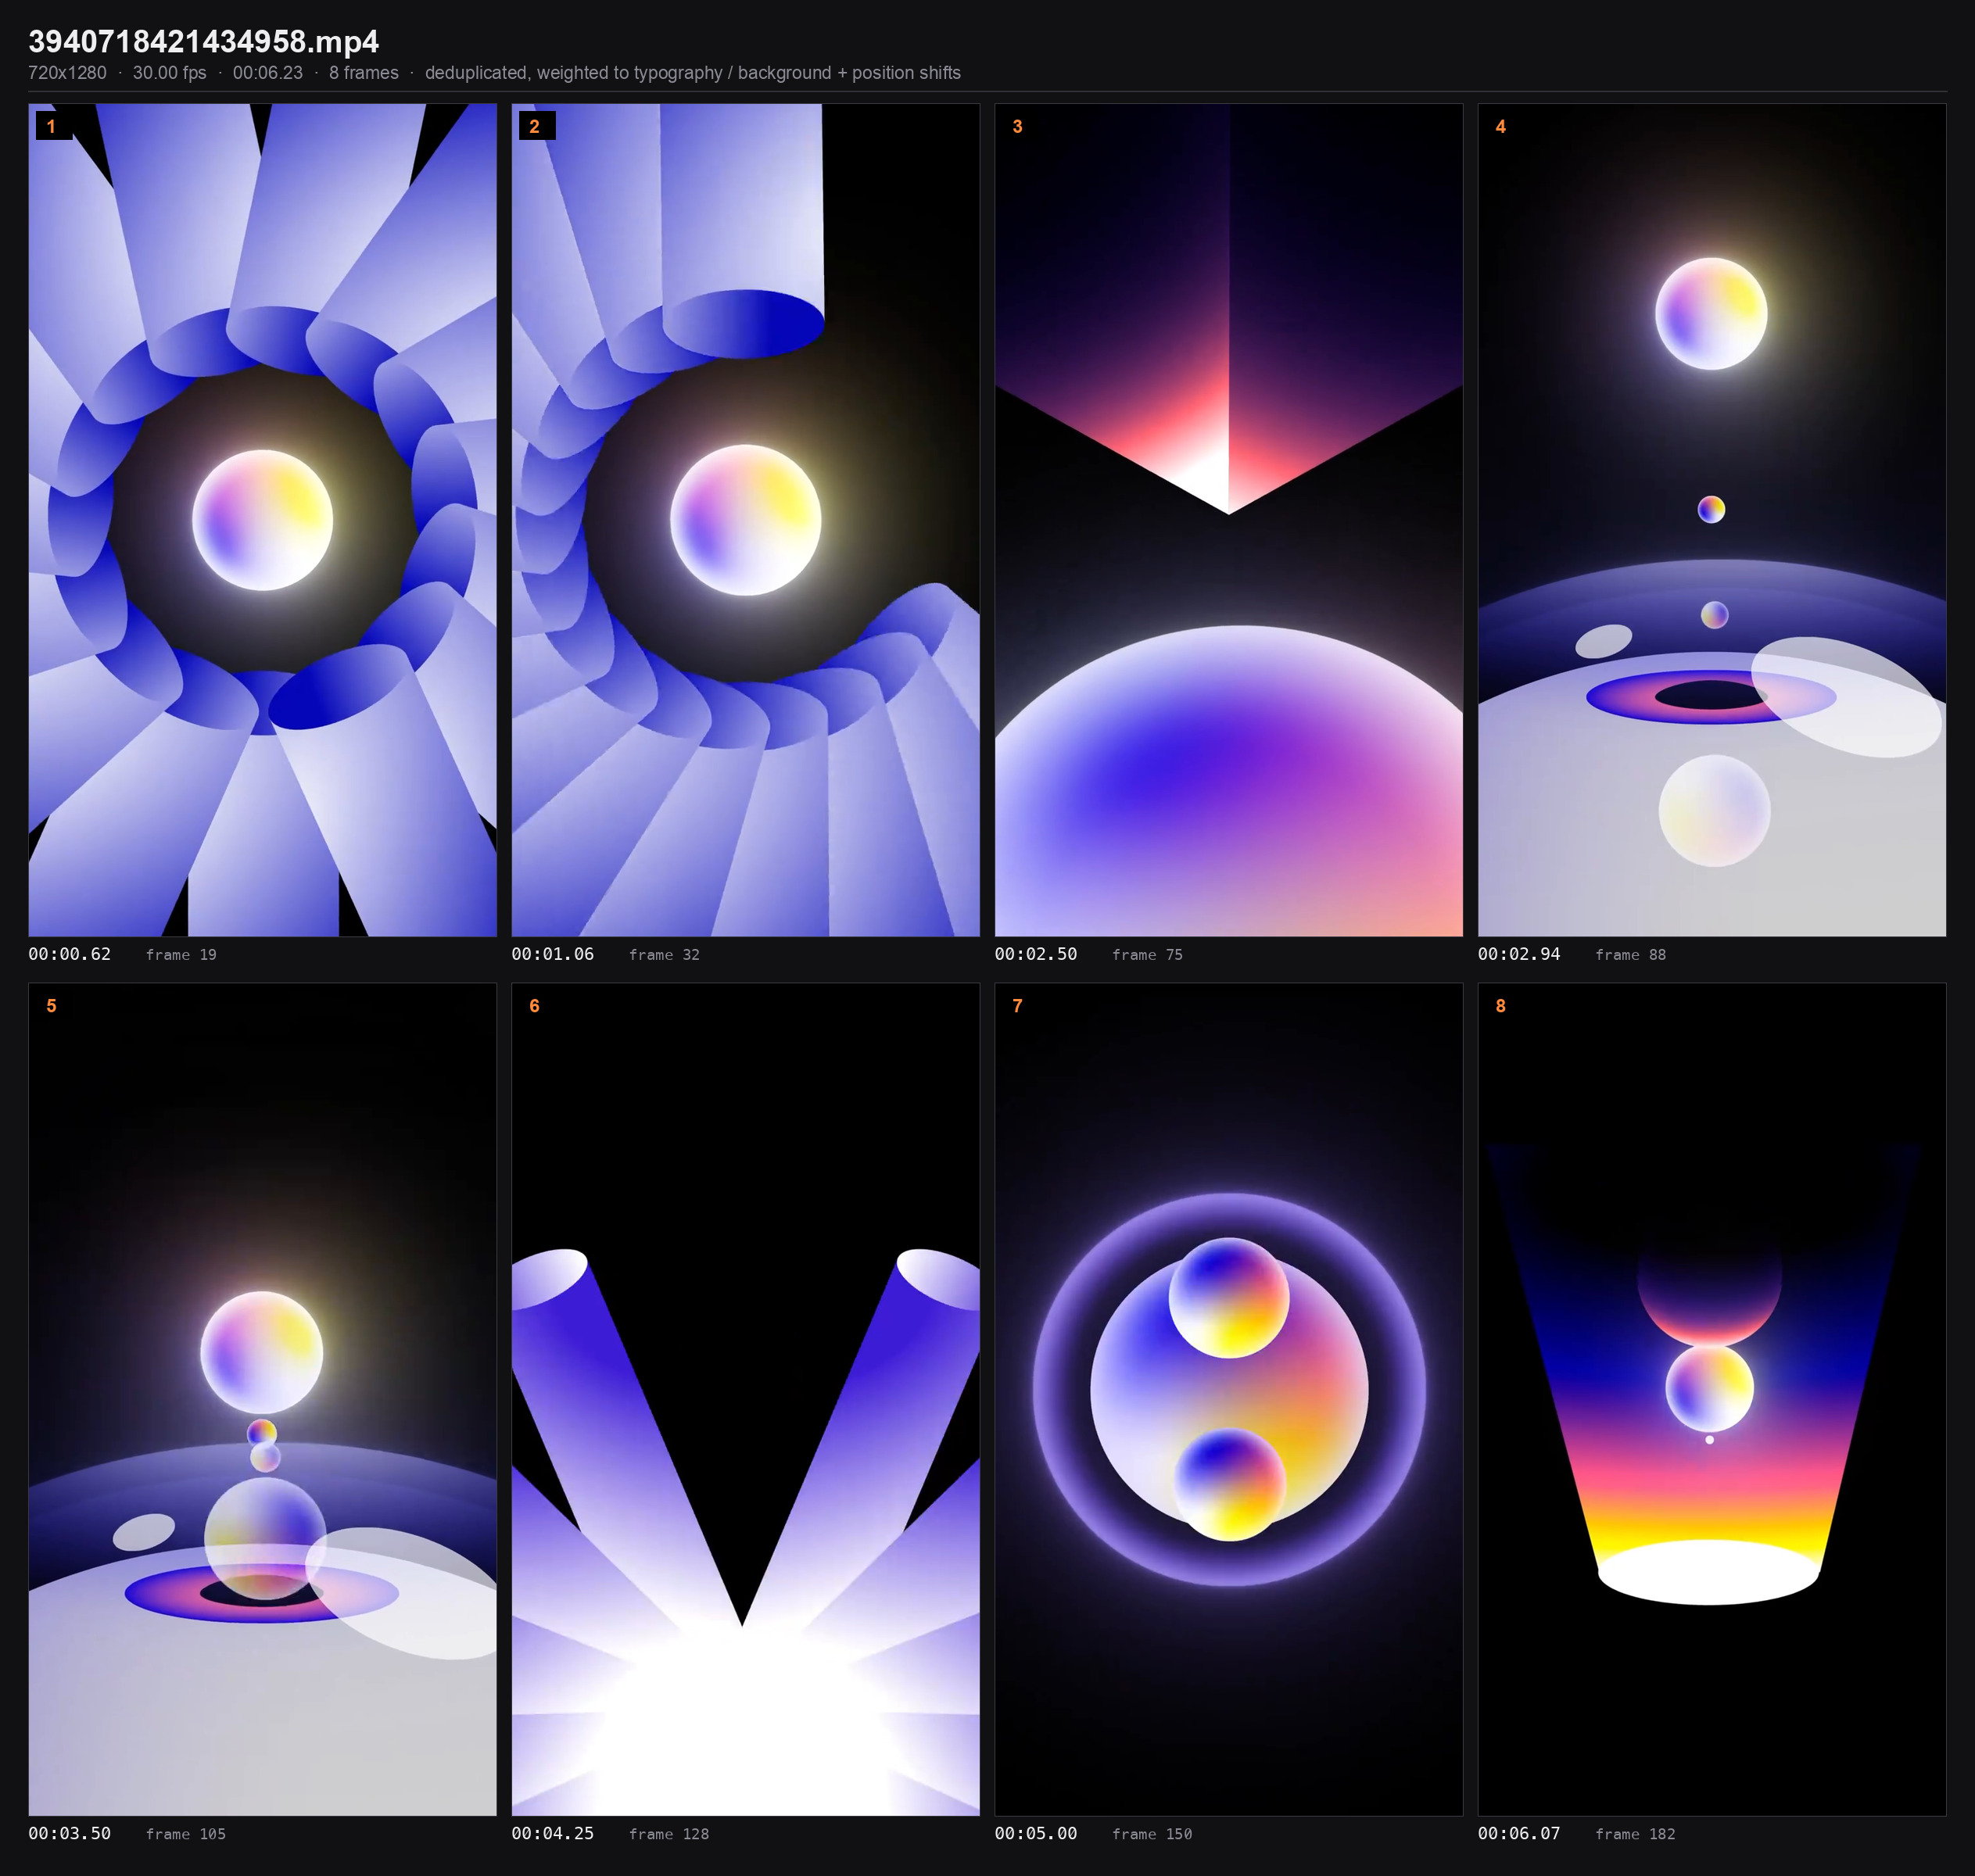 3940718421434958.mp4
720x1280 · 30.00 fps · 00:06.23 · 8 frames · deduplicated, weighted to typography / background + position shifts
1
2
3
4
00:00.62 frame 19
00:01.06 frame 32
00:02.50 frame 75
00:02.94 frame 88
5
6
7
8
00:03.50 frame 105
00:04.25 frame 128
00:05.00 frame 150
00:06.07 frame 182